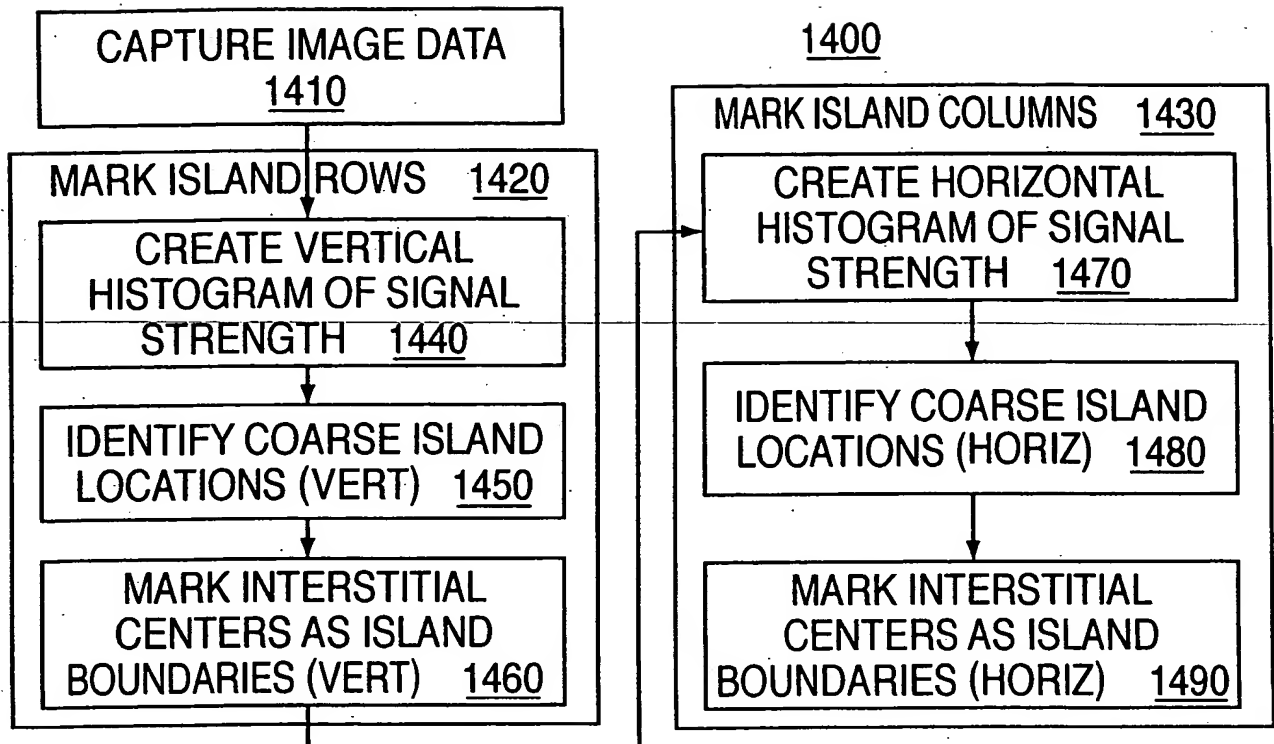 CAPTURE IMAGE DATA
1410
MARK ISLAND ROWS 1420
CREATE VERTICAL
HISTOGRAM OF SIGNAL
STRENGTH 1440
IDENTIFY COARSE ISLAND
LOCATIONS (VERT) 1450
MARK INTERSTITIAL
CENTERS AS ISLAND
BOUNDARIES (VERT) 1460
1400
MARK ISLAND COLUMNS 1430
CREATE HORIZONTAL
HISTOGRAM OF SIGNAL
STRENGTH 1470
IDENTIFY COARSE ISLAND
LOCATIONS (HORIZ) 1480
MARK INTERSTITIAL
CENTERS AS ISLAND
BOUNDARIES (HORIZ) 1490